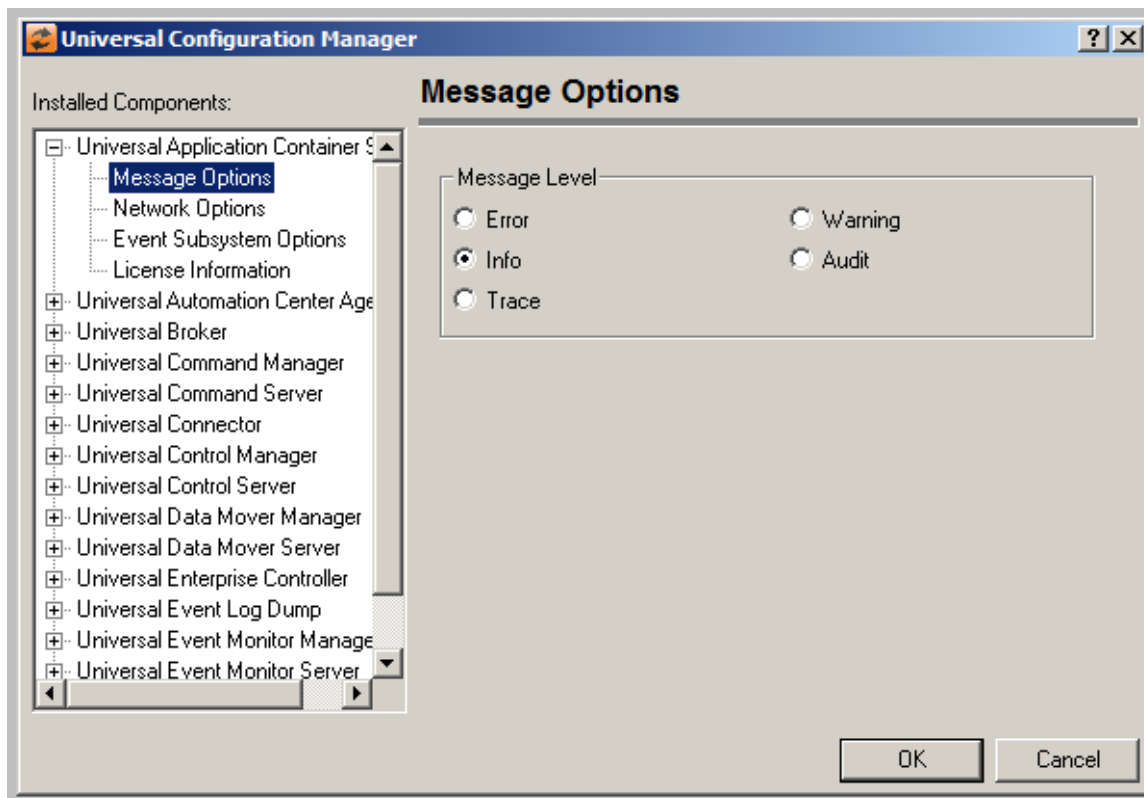 Universal Configuration Manager
Installed Components:
Message Options
Universal Application Container S
Message Options
Network Options
Event Subsystem Options
License Information
Universal Automation Center Age
Universal Broker
Universal Command Manager
Universal Command Server
Universal Connector
Universal Control Manager
Universal Control Server
Universal Data Mover Manager
Universal Data Mover Server
Universal Enterprise Controller
Universal Event Log Dump
Universal Event Monitor Manage
Universal Event Monitor Server
Message Level
Error Warning
Info Audit
Trace
OK Cancel